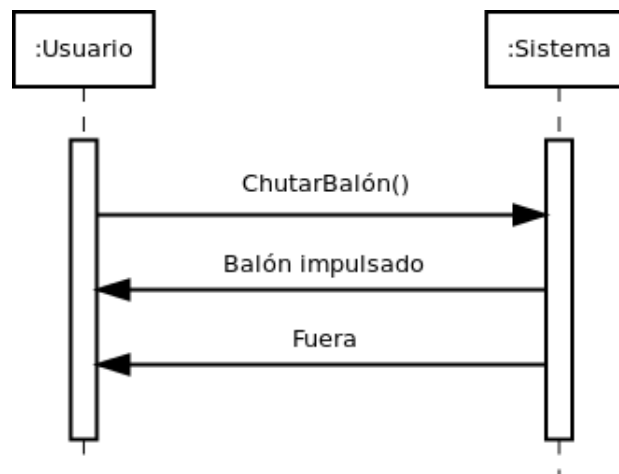 :Usuario
:Sistema
ChutarBalón()
Balón impulsado
Fuera